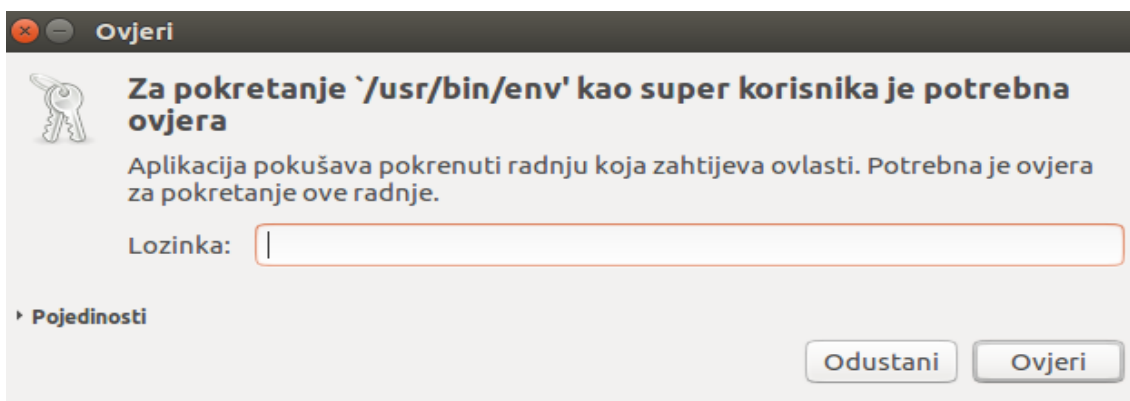 Ovjeri
Za pokretanje `/usr/bin/env' kao super korisnika je potrebna
ovjera
Aplikacija pokušava pokrenuti radnju koja zahtijeva ovlasti. Potrebna je ovjera
za pokretanje ove radnje.
Lozinka:
Pojedinosti
Odustani Ovjeri